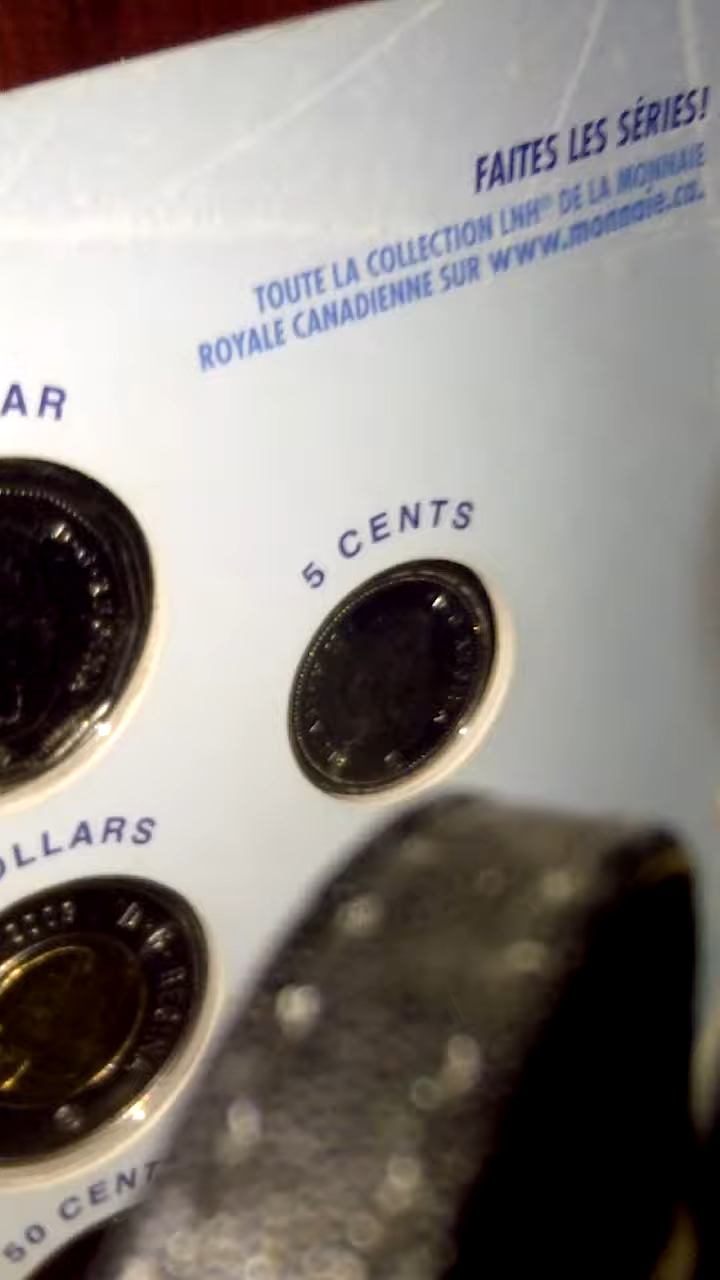 FAITES LES SÉRIES!
TOUTE LA COLLECTION LNH® DE LA MONNAIE
ROYALE CANADIENNE SUR www.monnaie.ca.
AR
5 CENTS
OLLARS
D·G·REGINA
50 CENT